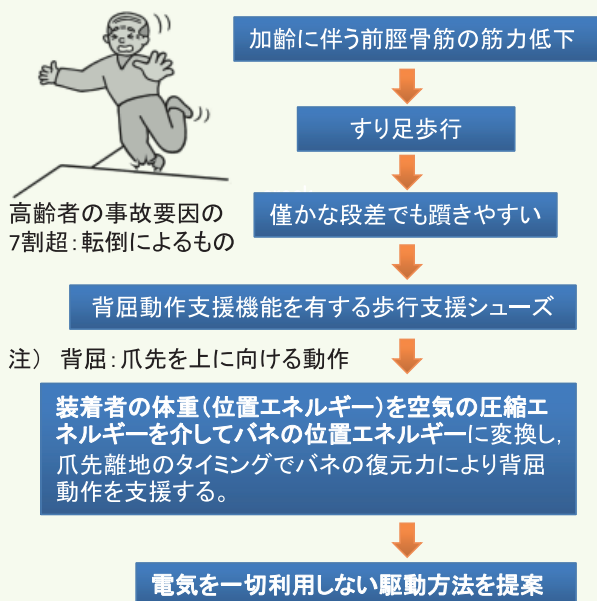 加齢に伴う前脛骨筋の筋力低下
すり足歩行
高齢者の事故要因の
7割超：転倒によるもの
僅かな段差でも躓きやすい
背屈動作支援機能を有する歩行支援シューズ
注） 背屈：爪先を上に向ける動作
装着者の体重（位置エネルギー）を空気の圧縮エ
ネルギーを介してバネの位置エネルギーに変換し，
爪先離地のタイミングでバネの復元力により背屈
動作を支援する。
電気を一切利用しない駆動方法を提案